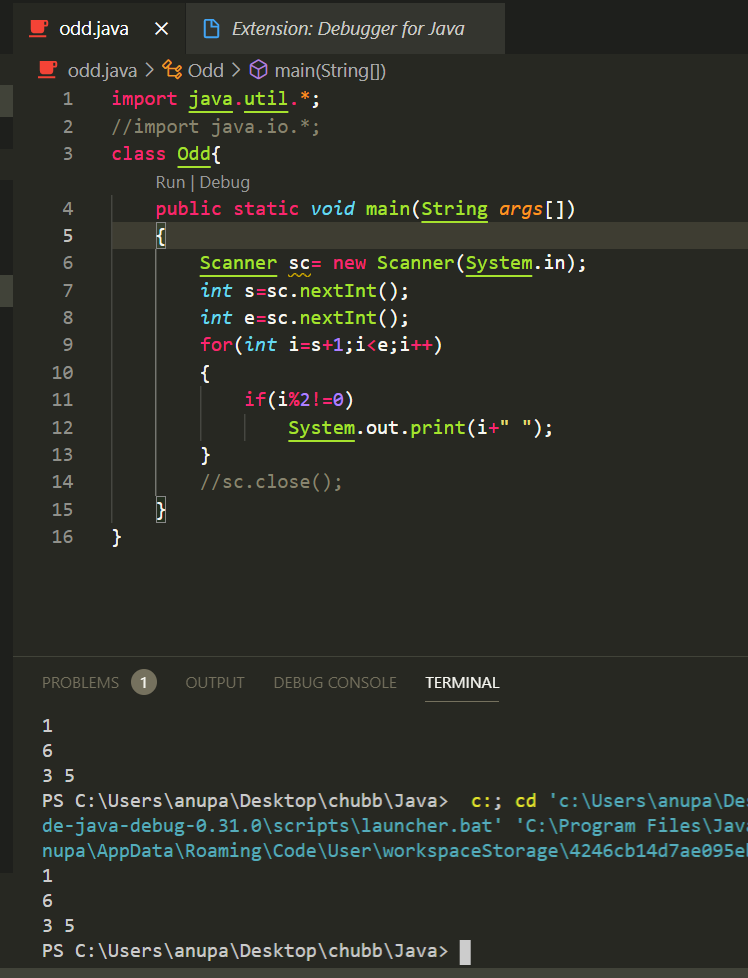 odd.java × Extension: Debugger for Java
odd.java > Odd > main(String[])
1 import java.util.*;
2 //import java.io.*;
3 class Odd{
Run | Debug
4 public static void main(String args[])
5 {
6 Scanner sc= new Scanner(System.in);
7 int s=sc.nextInt();
8 int e=sc.nextInt();
9 for(int i=s+1;i<e;i++)
10 {
11 if(i%2!=0)
12 System.out.print(i+" ");
13 }
14 //sc.close();
15 }
16 }
PROBLEMS 1 OUTPUT DEBUG CONSOLE TERMINAL
1
6
3 5
PS C:\Users\anupa\Desktop\chubb\Java> c:; cd 'c:\Users\anupa\Des
de-java-debug-0.31.0\scripts\launcher.bat' 'C:\Program Files\Java
nupa\AppData\Roaming\Code\User\workspaceStorage\4246cb14d7ae095e
1
6
3 5
PS C:\Users\anupa\Desktop\chubb\Java>